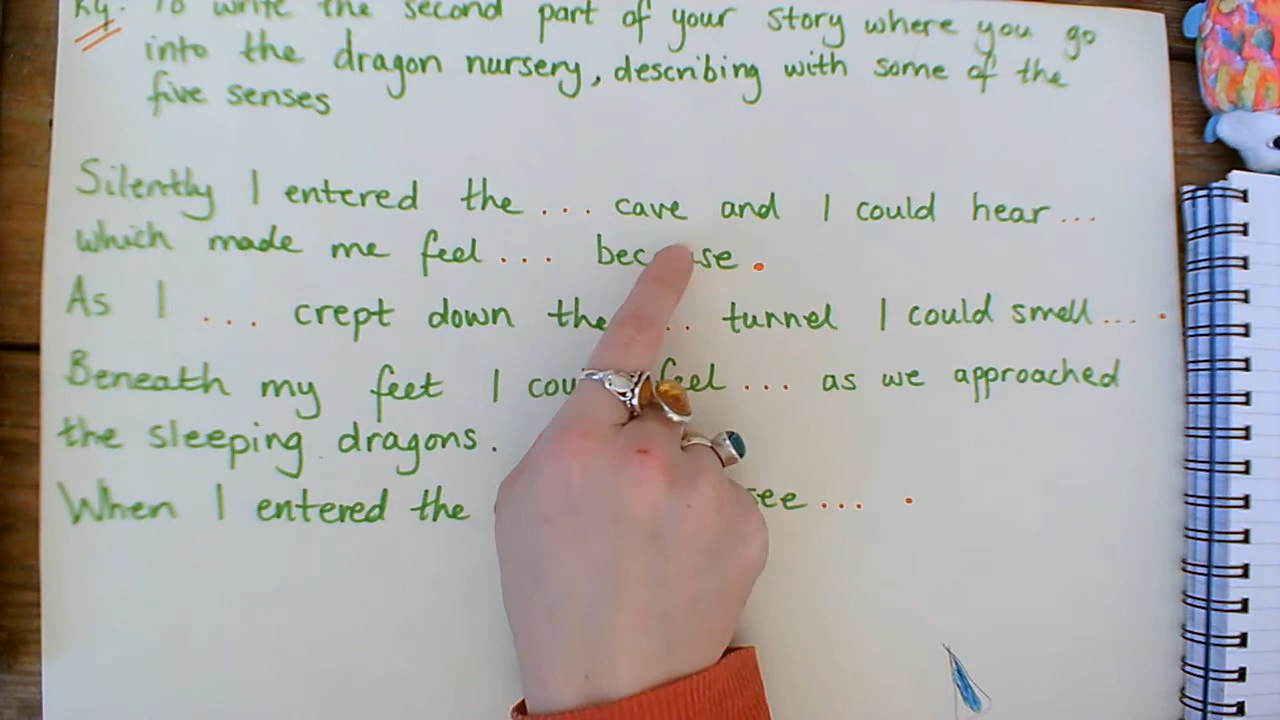 To write the second part of your story where you go
into the dragon nursery, describing with some of the
five senses
Silently I entered the ... cave and I could hear...
which made me feel ... because.
As I ... crept down the ... tunnel I could smell... .
Beneath my feet I could feel ... as we approached
the sleeping dragons.
When I entered the see ... .